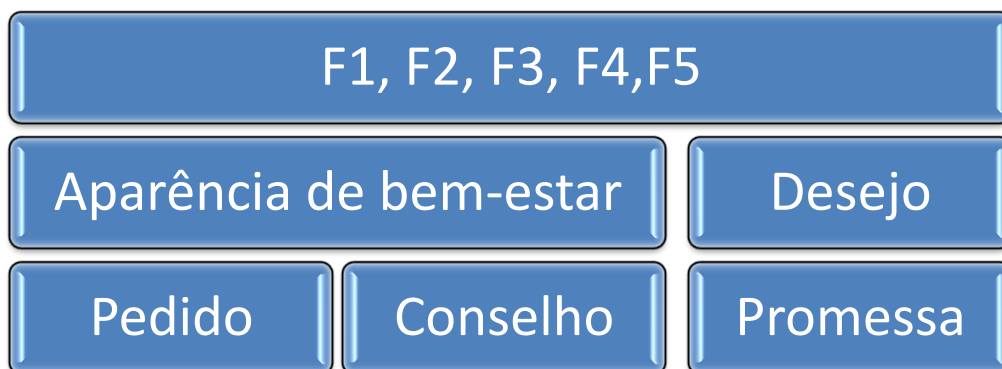 F1, F2, F3, F4,F5
Aparência de bem-estar
Desejo
Pedido
Conselho
Promessa